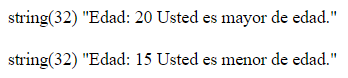 string(32) "Edad: 20 Usted es mayor de edad."
string(32) "Edad: 15 Usted es menor de edad."